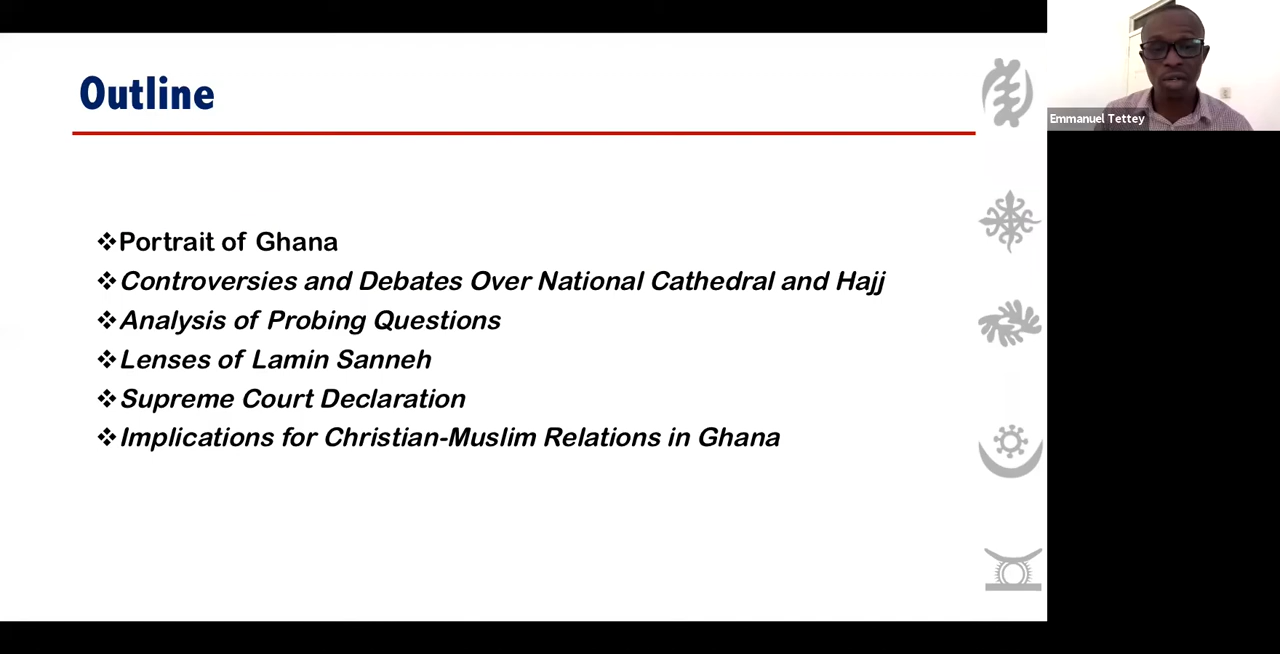 Outline
❖Portrait of Ghana
❖Controversies and Debates Over National Cathedral and Hajj
❖Analysis of Probing Questions
❖Lenses of Lamin Sanneh
❖Supreme Court Declaration
❖Implications for Christian-Muslim Relations in Ghana
Emmanuel Tettey